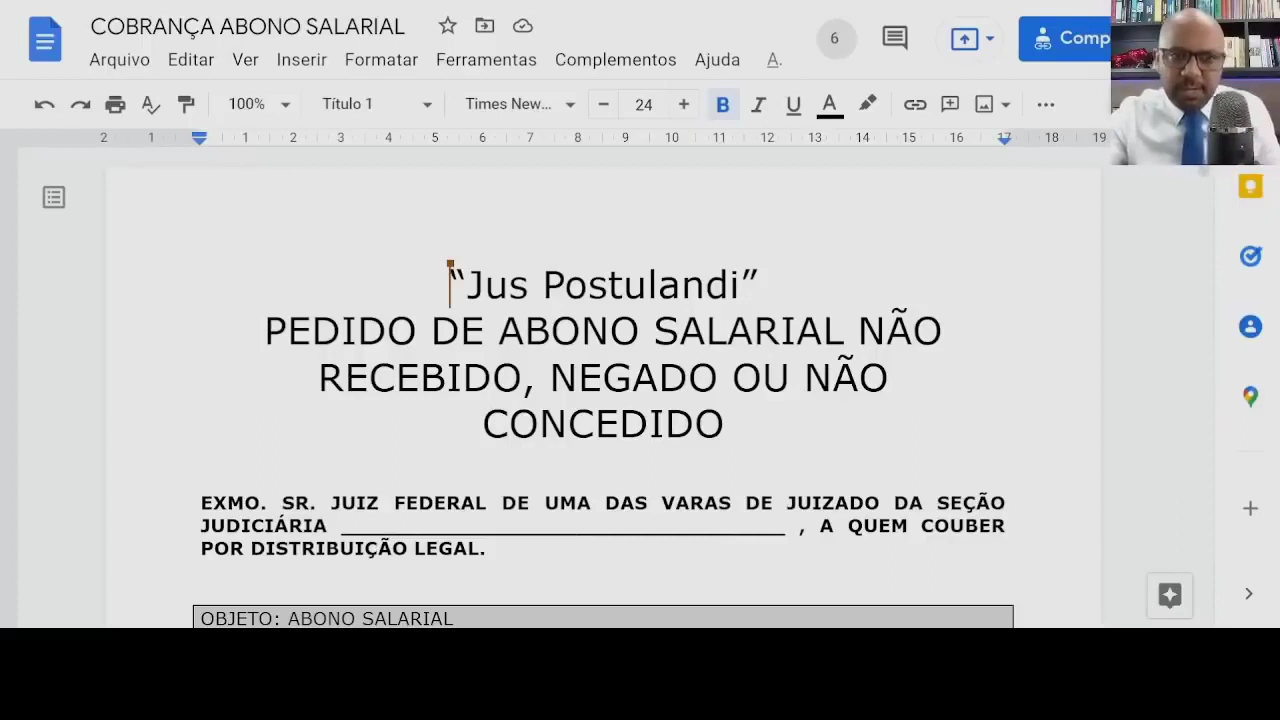 COBRANÇA ABONO SALARIAL
6
Comp
Arquivo Editar Ver Inserir Formatar Ferramentas Complementos Ajuda A.
100% Título 1 Times New... − 24 + B I U A
2 1 1 2 3 4 5 6 7 8 9 10 11 12 13 14 15 16 17 18 19
“Jus Postulandi”
PEDIDO DE ABONO SALARIAL NÃO
RECEBIDO, NEGADO OU NÃO
CONCEDIDO
EXMO. SR. JUIZ FEDERAL DE UMA DAS VARAS DE JUIZADO DA SEÇÃO
JUDICIÁRIA ________________________________________ , A QUEM COUBER
POR DISTRIBUIÇÃO LEGAL.
OBJETO: ABONO SALARIAL